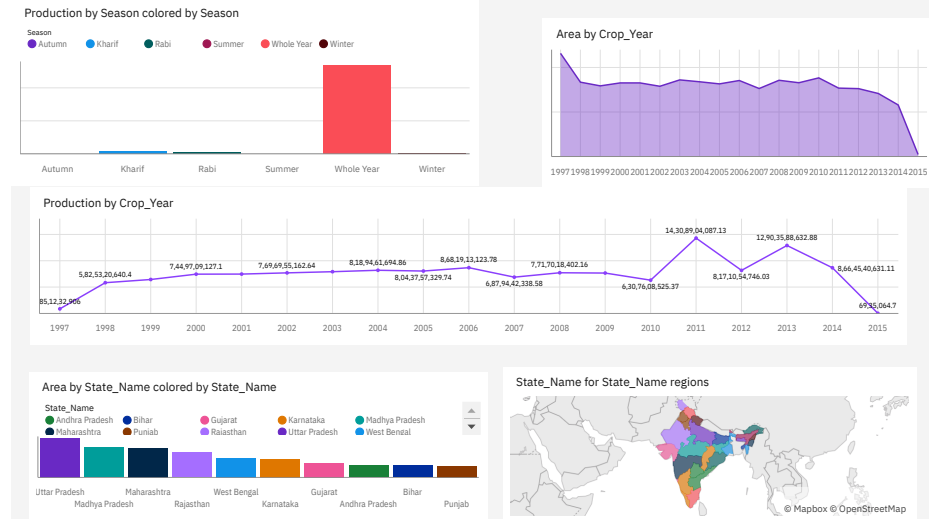 Production by Season colored by Season
Season
Autumn Kharif Rabi Summer Whole Year Winter
Autumn Kharif Rabi Summer Whole Year Winter
Area by Crop_Year
1997 1998 1999 2000 2001 2002 2003 2004 2005 2006 2007 2008 2009 2010 2011 2012 2013 2014 2015
Production by Crop_Year
14,30,89,04,087.13
12,90,35,88,632.88
8,68,19,13,123.78
8,18,94,61,694.86
7,69,69,55,162.64
7,71,70,18,402.16
7,44,97,09,127.1
8,66,45,40,631.11
5,82,53,20,640.4
8,04,37,57,329.74
8,17,10,54,746.03
6,87,94,42,338.58
6,30,76,08,525.37
85,12,32,906
69,35,064.7
1997 1998 1999 2000 2001 2002 2003 2004 2005 2006 2007 2008 2009 2010 2011 2012 2013 2014 2015
Area by State_Name colored by State_Name
State_Name
Andhra Pradesh Bihar Gujarat Karnataka Madhya Pradesh
Maharashtra Punjab Rajasthan Uttar Pradesh West Bengal
Uttar Pradesh Maharashtra West Bengal Gujarat Bihar
Madhya Pradesh Rajasthan Karnataka Andhra Pradesh Punjab
State_Name for State_Name regions
© Mapbox © OpenStreetMap